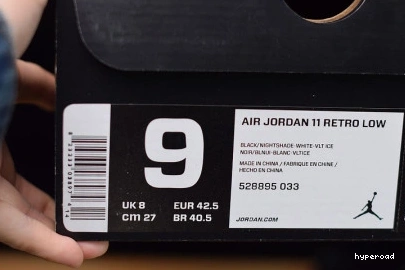 9
UK 8 EUR 42.5
CM 27 BR 40.5
AIR JORDAN 11 RETRO LOW
BLACK/NIGHTSHADE-WHITE-VLT ICE
NOIR/BLNUI-BLANC-VLTICE
MADE IN CHINA / FABRIQUE EN CHINE /
HECHO EN CHINA
528895 033
JORDAN.COM
hyperoad